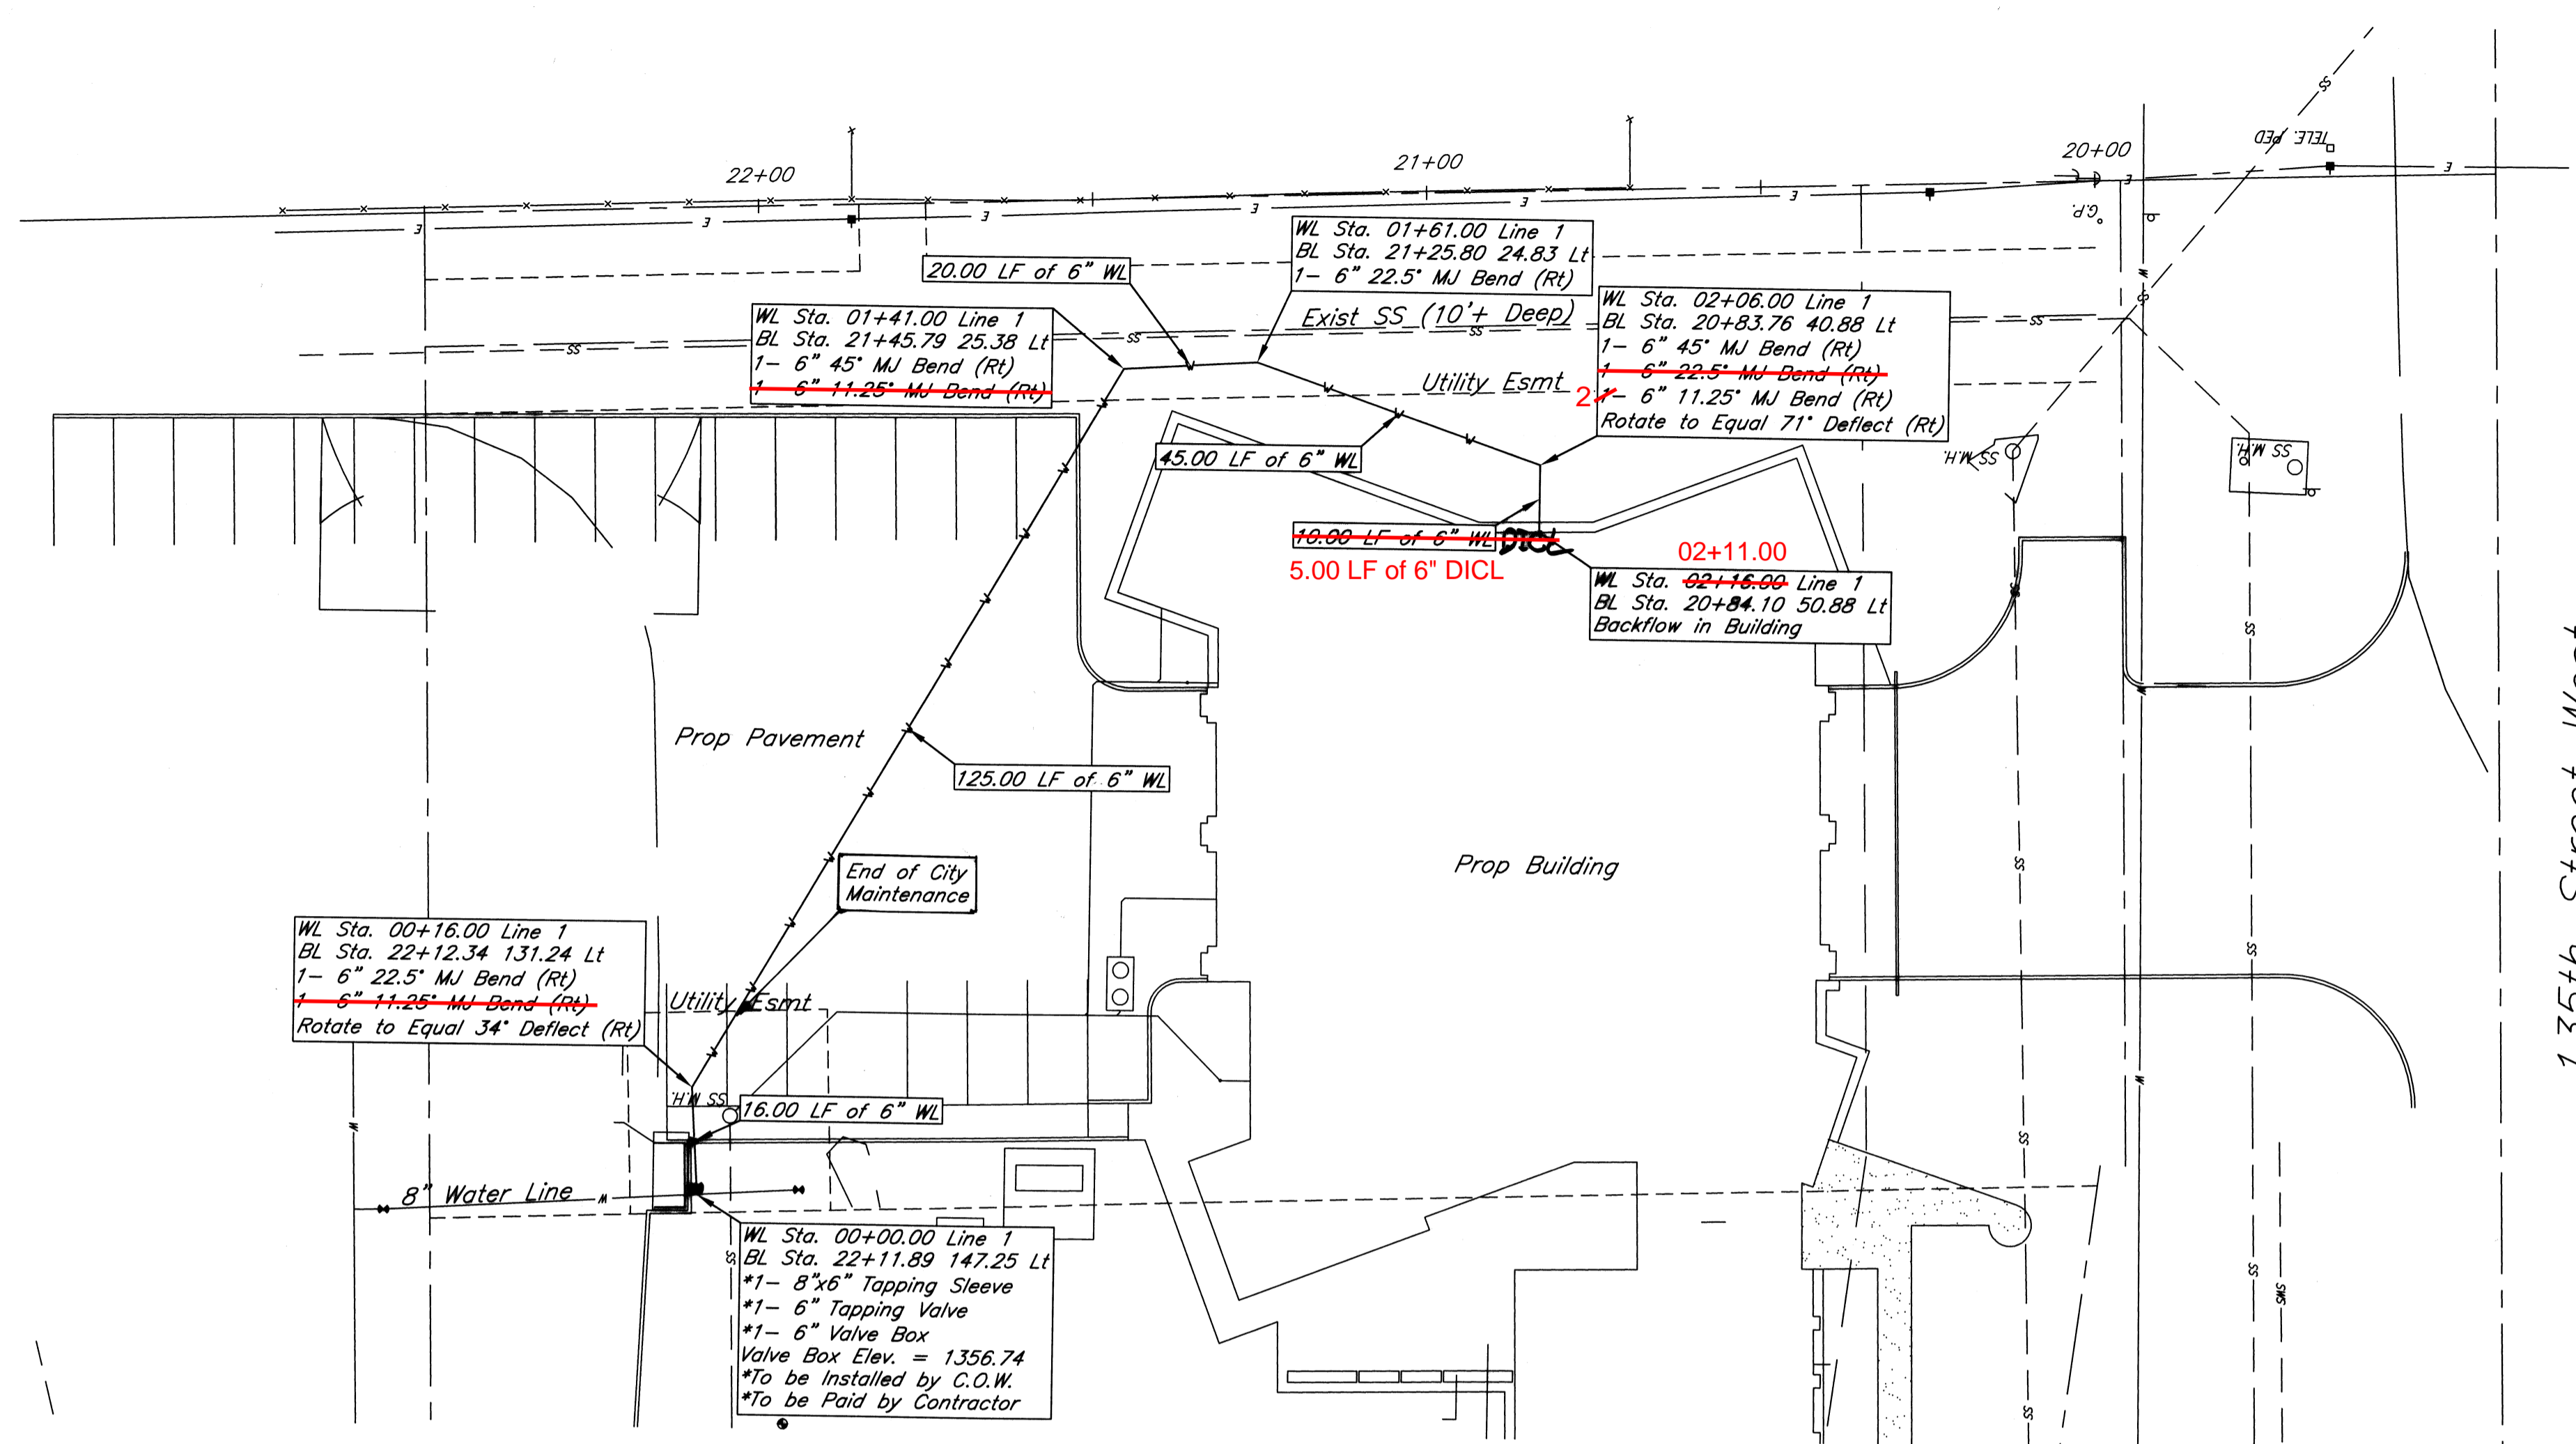 TELE. PED
22+00
21+00
20+00
G.P.
WL Sta. 01+61.00 Line 1
BL Sta. 21+25.80 24.83 Lt
1- 6" 22.5° MJ Bend (Rt)
20.00 LF of 6" WL
WL Sta. 01+41.00 Line 1
BL Sta. 21+45.79 25.38 Lt
1- 6" 45° MJ Bend (Rt)
1- 6" 11.25° MJ Bend (Rt)
Exist SS (10'+ Deep)
WL Sta. 02+06.00 Line 1
BL Sta. 20+83.76 40.88 Lt
1- 6" 45° MJ Bend (Rt)
1- 6" 22.5° MJ Bend (Rt)
2 1- 6" 11.25° MJ Bend (Rt)
Rotate to Equal 71° Deflect (Rt)
Utility Esmt
45.00 LF of 6" WL
SS M.H.
SS M.H.
10.00 LF of 6" WL DICL
5.00 LF of 6" DICL
02+11.00
WL Sta. 02+16.00 Line 1
BL Sta. 20+84.10 50.88 Lt
Backflow in Building
Prop Pavement
125.00 LF of 6" WL
Prop Building
135th Street West
End of City
Maintenance
WL Sta. 00+16.00 Line 1
BL Sta. 22+12.34 131.24 Lt
1- 6" 22.5° MJ Bend (Rt)
1- 6" 11.25° MJ Bend (Rt)
Rotate to Equal 34° Deflect (Rt)
Utility Esmt
SS M.H.
16.00 LF of 6" WL
8" Water Line
WL Sta. 00+00.00 Line 1
BL Sta. 22+11.89 147.25 Lt
*1- 8"x6" Tapping Sleeve
*1- 6" Tapping Valve
*1- 6" Valve Box
Valve Box Elev. = 1356.74
*To be Installed by C.O.W.
*To be Paid by Contractor